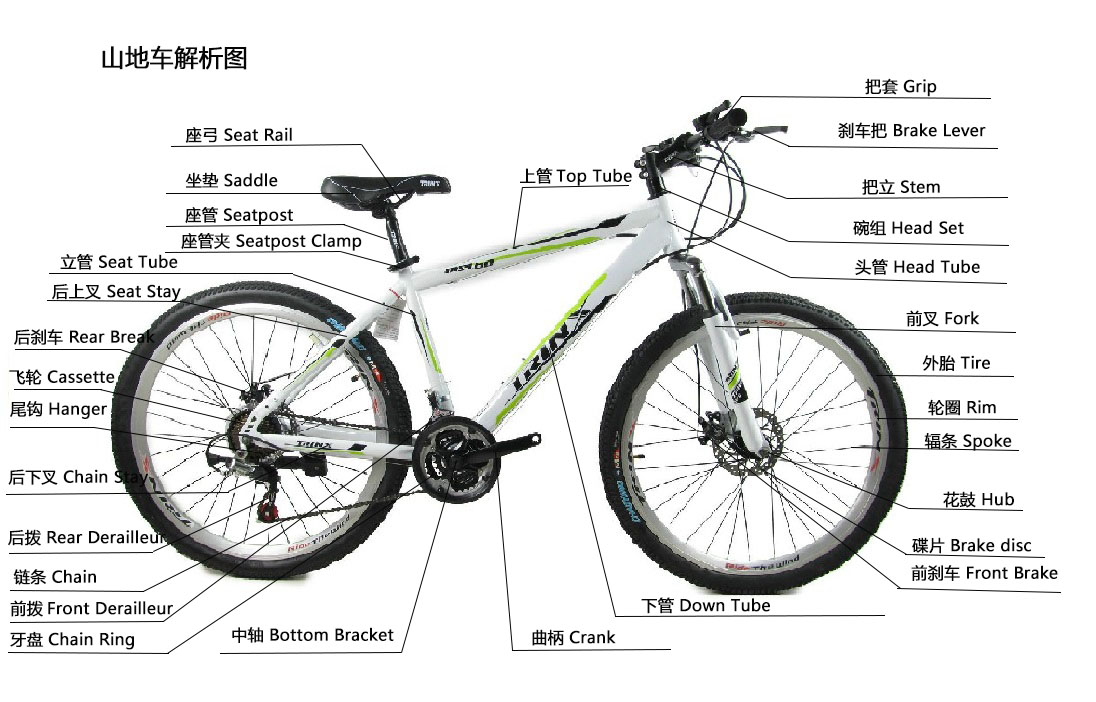 山地车解析图
把套 Grip
刹车把 Brake Lever
座弓 Seat Rail
坐垫 Saddle
上管 Top Tube
把立 Stem
座管 Seatpost
碗组 Head Set
座管夹 Seatpost Clamp
立管 Seat Tube
头管 Head Tube
后上叉 Seat Stay
前叉 Fork
后刹车 Rear Break
外胎 Tire
飞轮 Cassette
尾钩 Hanger
轮圈 Rim
辐条 Spoke
后下叉 Chain Stay
花鼓 Hub
后拨 Rear Derailleur
碟片 Brake disc
链条 Chain
前刹车 Front Brake
前拨 Front Derailleur
下管 Down Tube
牙盘 Chain Ring
中轴 Bottom Bracket
曲柄 Crank
TRINX
TRINX